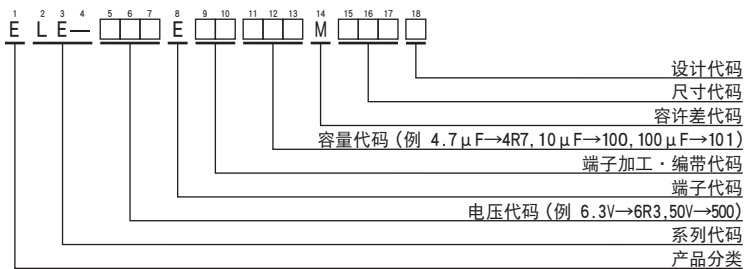 1 2 3 4 5 6 7 8 9 10 11 12 13 14 15 16 17 18
E L E— □□□ E □□ □□□ M □□□ □
设计代码
尺寸代码
容许差代码
容量代码(例 4.7μF→4R7,10μF→100,100μF→101)
端子加工・编带代码
端子代码
电压代码(例 6.3V→6R3,50V→500)
系列代码
产品分类